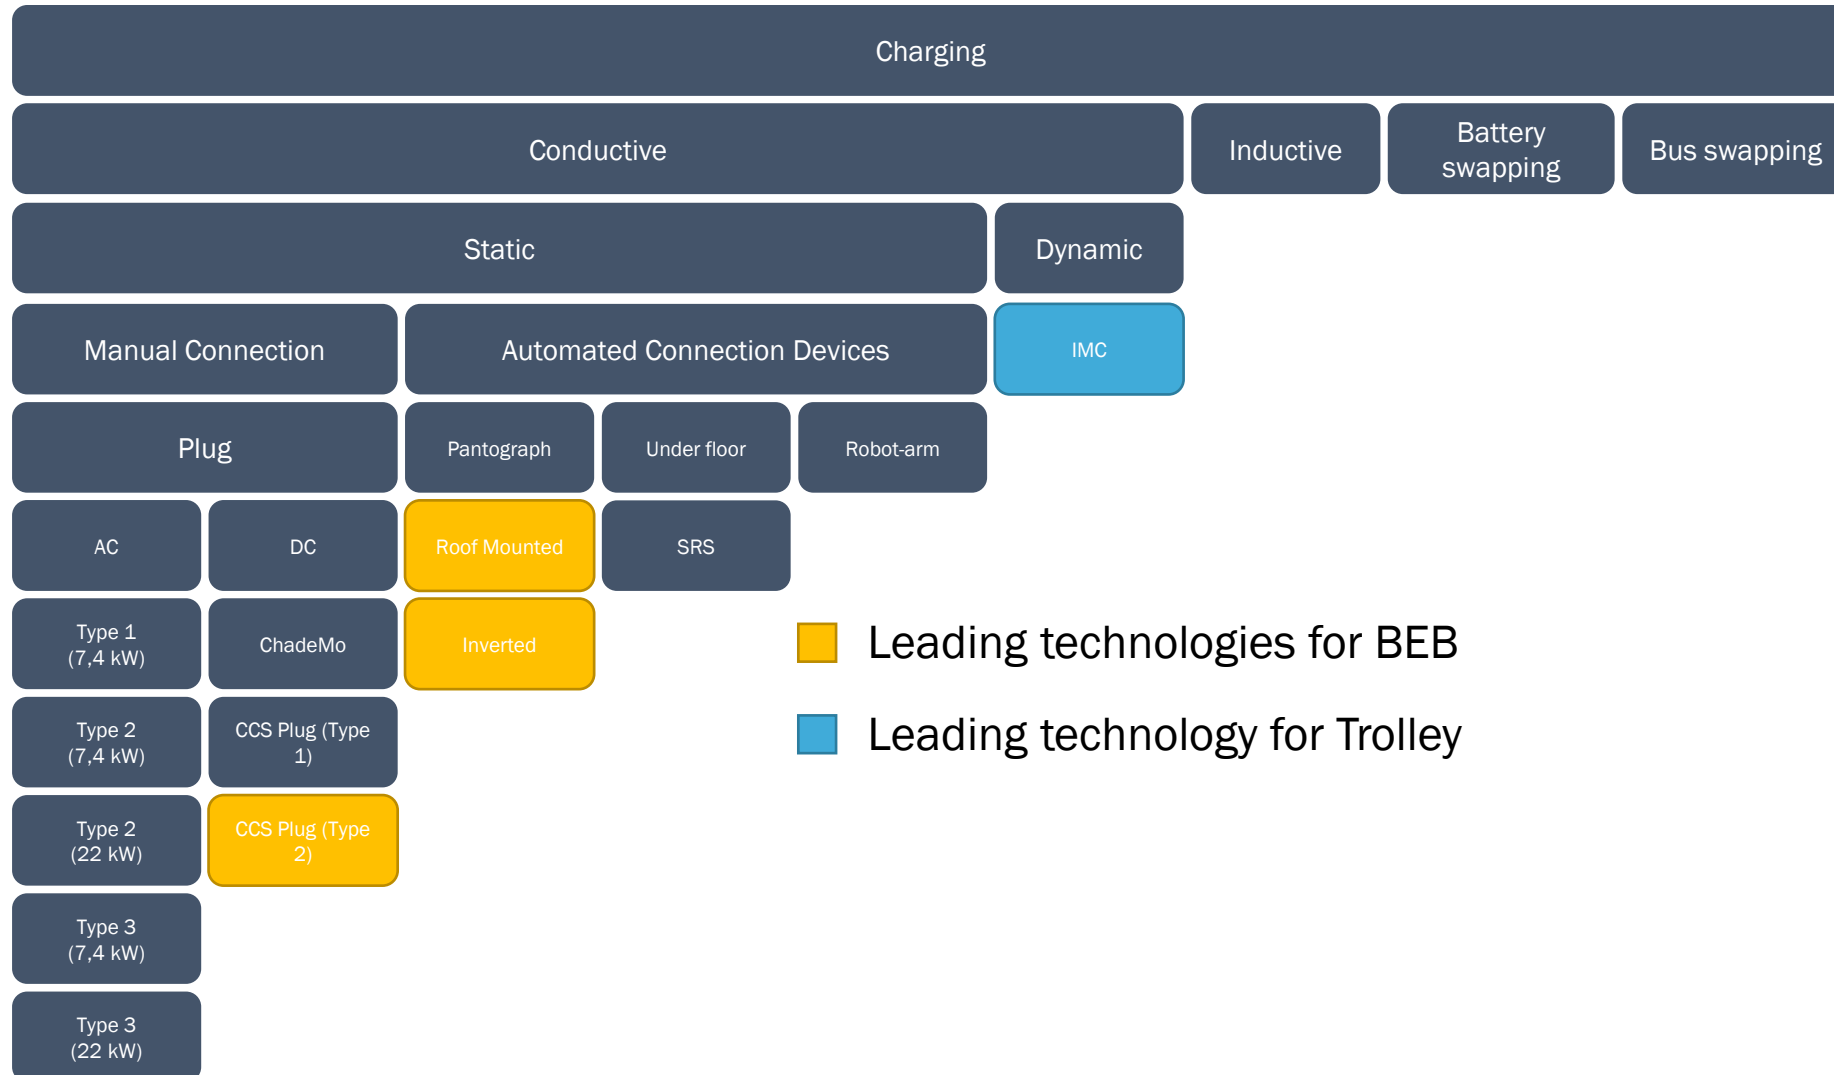 Charging
Conductive
Inductive
Battery
swapping
Bus swapping
Static
Dynamic
Manual Connection
Automated Connection Devices
IMC
Plug
Pantograph
Under floor
Robot-arm
AC
DC
Roof Mounted
SRS
Type 1
(7,4 kW)
ChadeMo
Inverted
Leading technologies for BEB
Type 2
(7,4 kW)
CCS Plug (Type
1)
Leading technology for Trolley
Type 2
(22 kW)
CCS Plug (Type
2)
Type 3
(7,4 kW)
Type 3
(22 kW)